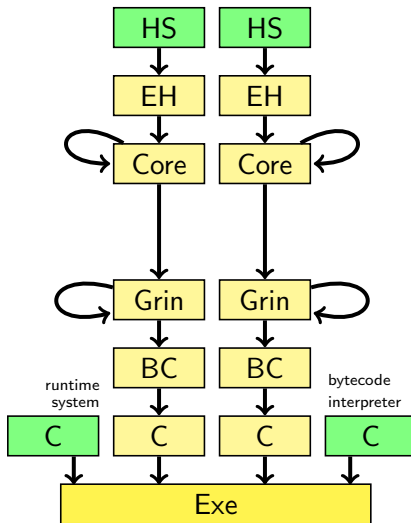 HS HS
EH EH
Core Core
Grin Grin
BC BC
runtime
system
bytecode
interpreter
C C C C
Exe